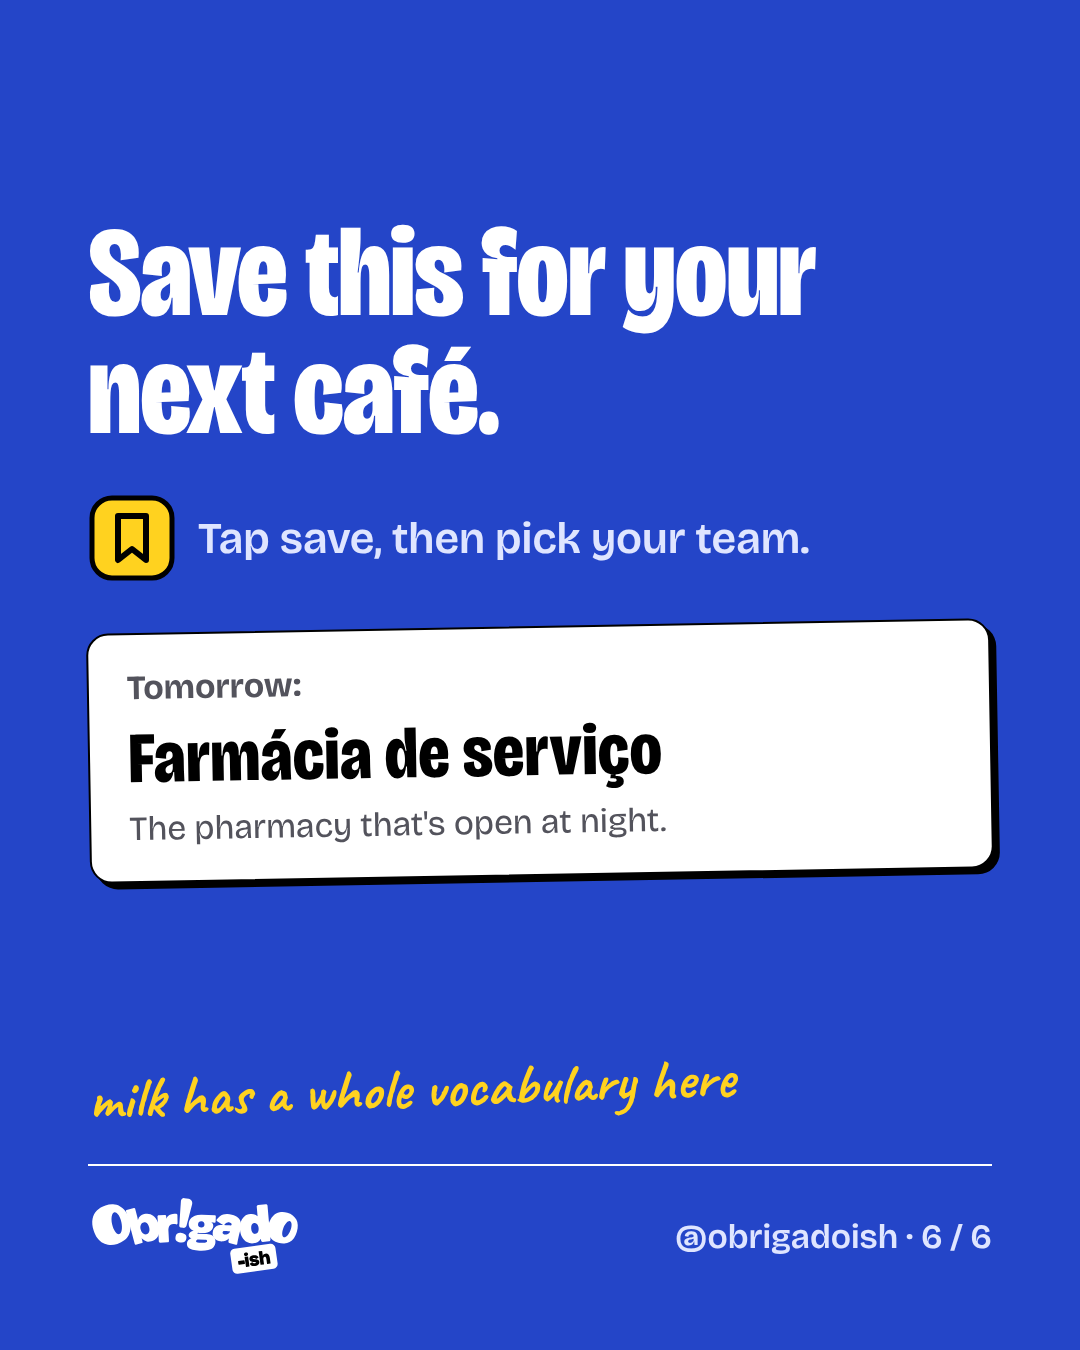 Save this for your
next café.
Tap save, then pick your team.
Tomorrow:
Farmácia de serviço
The pharmacy that's open at night.
milk has a whole vocabulary here
Obr!gado
-ish
@obrigadoish · 6 / 6